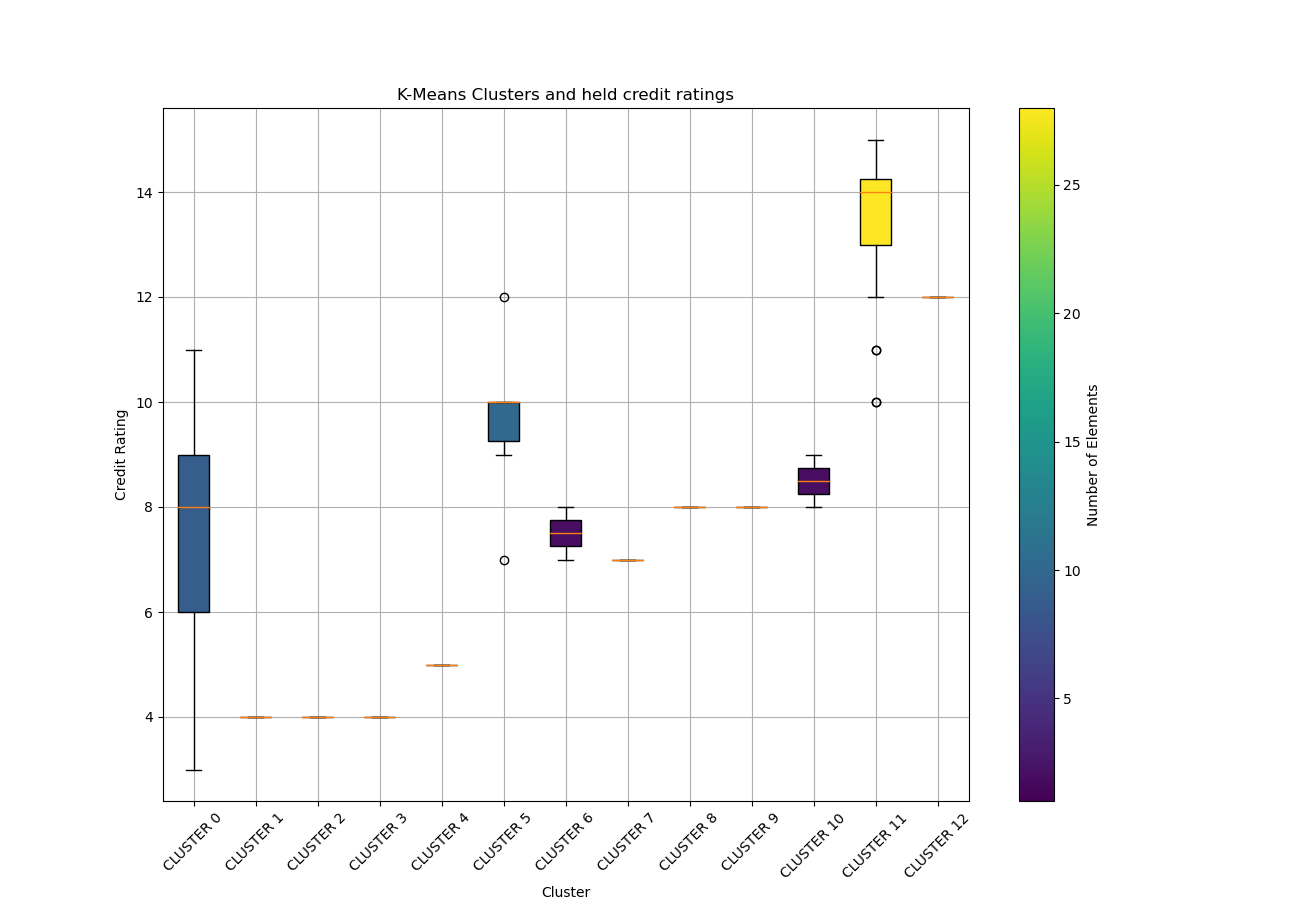 K-Means Clusters and held credit ratings
Credit Rating
14
12
10
8
6
4
CLUSTER 0
CLUSTER 1
CLUSTER 2
CLUSTER 3
CLUSTER 4
CLUSTER 5
CLUSTER 6
CLUSTER 7
CLUSTER 8
CLUSTER 9
CLUSTER 10
CLUSTER 11
CLUSTER 12
Cluster
25
20
15
10
5
Number of Elements